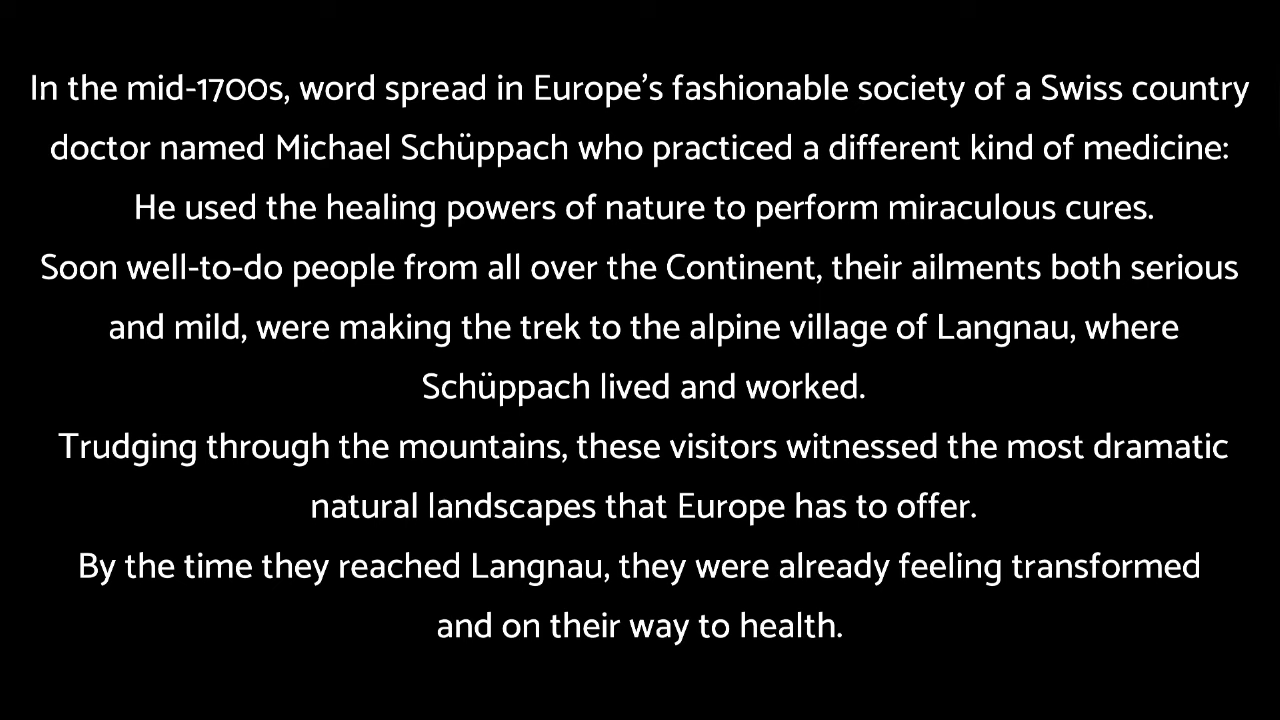 In the mid-1700s, word spread in Europe’s fashionable society of a Swiss country
doctor named Michael Schüppach who practiced a different kind of medicine:
He used the healing powers of nature to perform miraculous cures.
Soon well-to-do people from all over the Continent, their ailments both serious
and mild, were making the trek to the alpine village of Langnau, where
Schüppach lived and worked.
Trudging through the mountains, these visitors witnessed the most dramatic
natural landscapes that Europe has to offer.
By the time they reached Langnau, they were already feeling transformed
and on their way to health.